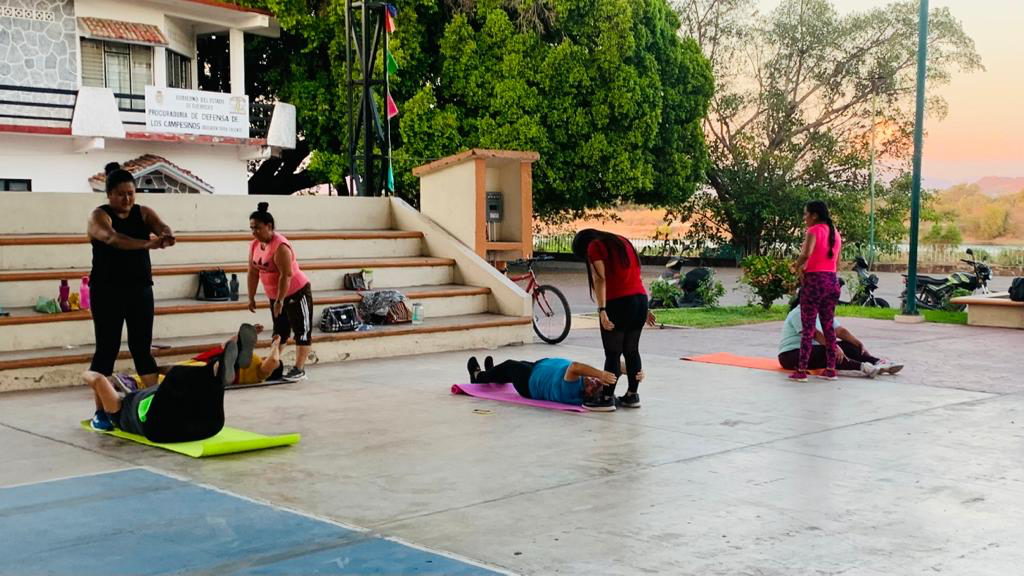 GOBIERNO DEL ESTADO
DE GUERRERO
PROCURADURIA DE DEFENSA DE
LOS CAMPESINOS